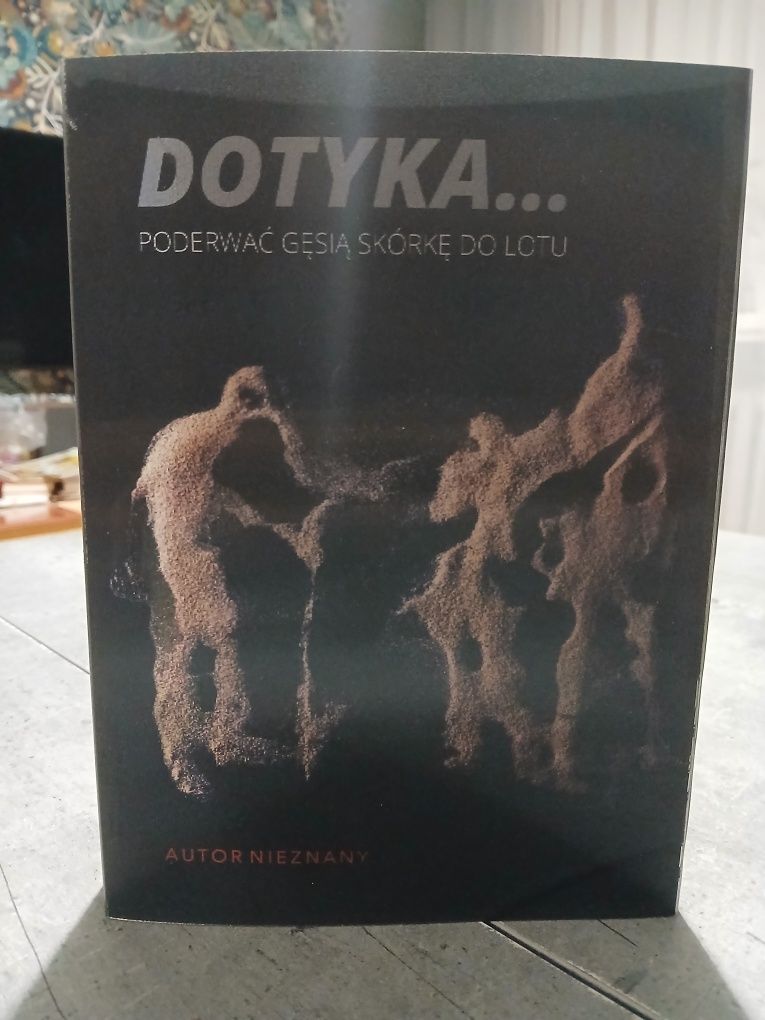 DOTYKA...
PODERWAĆ GĘSIĄ SKÓRKĘ DO LOTU
AUTOR NIEZNANY